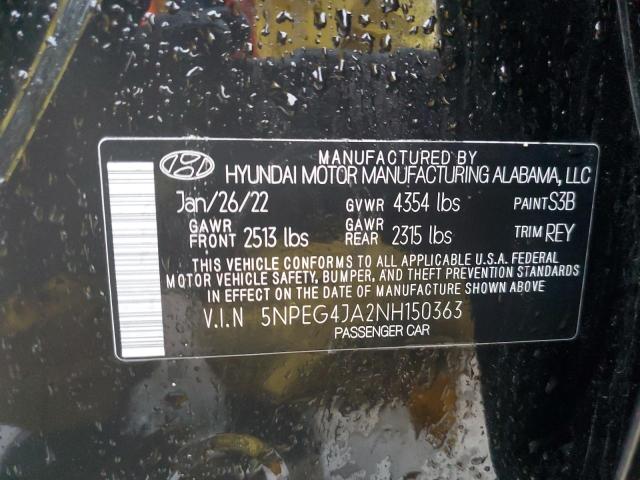 MANUFACTURED BY
HYUNDAI MOTOR MANUFACTURING ALABAMA, LLC
Jan/26/22 GVWR 4354 lbs PAINT S3B
GAWR FRONT 2513 lbs GAWR REAR 2315 lbs TRIM REY
THIS VEHICLE CONFORMS TO ALL APPLICABLE U.S.A. FEDERAL
MOTOR VEHICLE SAFETY, BUMPER, AND THEFT PREVENTION STANDARDS
IN EFFECT ON THE DATE OF MANUFACTURE SHOWN ABOVE
V.I.N 5NPEG4JA2NH150363
PASSENGER CAR